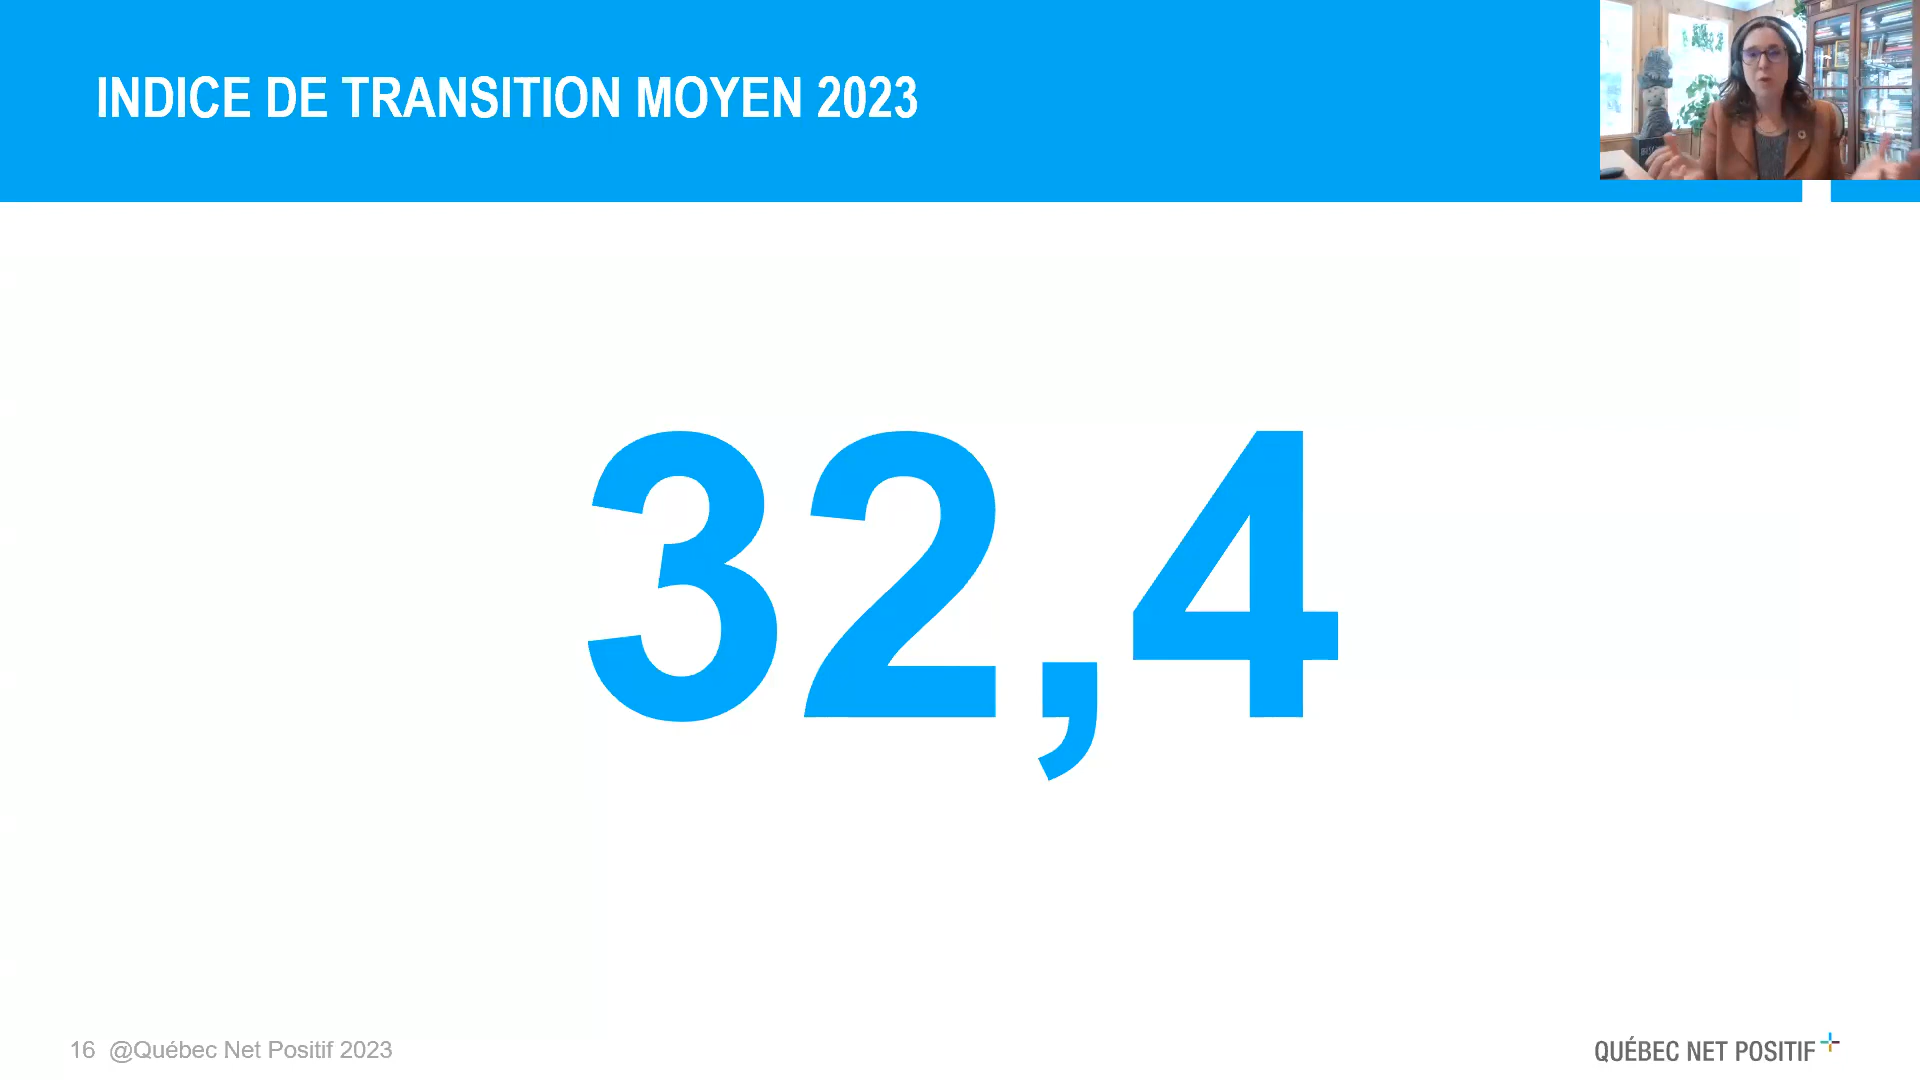 INDICE DE TRANSITION MOYEN 2023
32,4
16 @Québec Net Positif 2023
QUÉBEC NET POSITIF